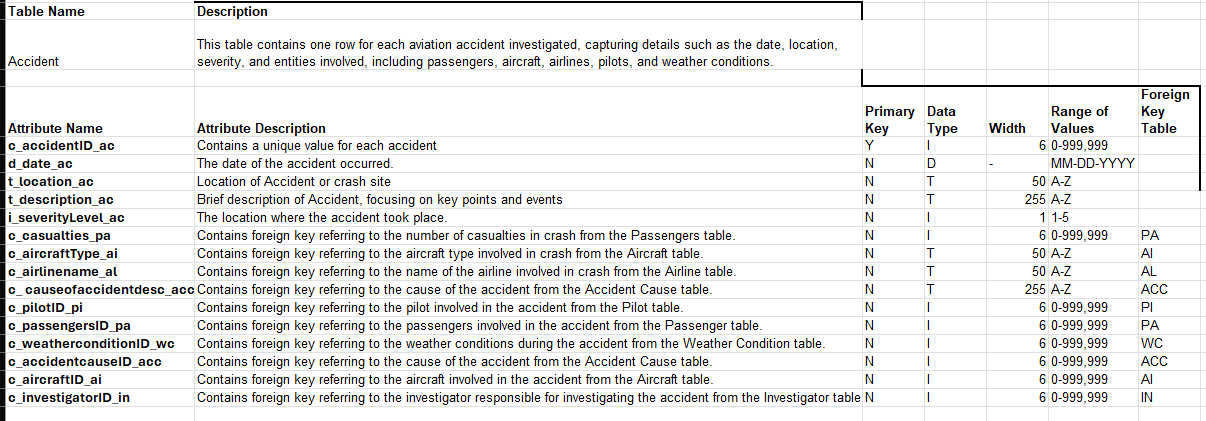 Table Name Description
This table contains one row for each aviation accident investigated, capturing details such as the date, location,
Accident severity, and entities involved, including passengers, aircraft, airlines, pilots, and weather conditions.
Attribute Name Attribute Description Primary Key Data Type Width Range of Values Foreign Key Table
c_accidentID_ac Contains a unique value for each accident Y I 6 0-999,999
d_date_ac The date of the accident occurred. N D - MM-DD-YYYY
t_location_ac Location of Accident or crash site N T 50 A-Z
t_description_ac Brief description of Accident, focusing on key points and events N T 255 A-Z
i_severityLevel_ac The location where the accident took place. N I 1 1-5
c_casualties_pa Contains foreign key referring to the number of casualties in crash from the Passengers table. N I 6 0-999,999 PA
c_aircraftType_ai Contains foreign key referring to the aircraft type involved in crash from the Aircraft table. N T 50 A-Z AI
c_airlinename_al Contains foreign key referring to the name of the airline involved in crash from the Airline table. N T 50 A-Z AL
c_ causeofaccidentdesc_acc Contains foreign key referring to the cause of the accident from the Accident Cause table. N T 255 A-Z ACC
c_pilotID_pi Contains foreign key referring to the pilot involved in the accident from the Pilot table. N I 6 0-999,999 PI
c_passengersID_pa Contains foreign key referring to the passengers involved in the accident from the Passenger table. N I 6 0-999,999 PA
c_weatherconditionID_wc Contains foreign key referring to the weather conditions during the accident from the Weather Condition table. N I 6 0-999,999 WC
c_accidentcauseID_acc Contains foreign key referring to the cause of the accident from the Accident Cause table. N I 6 0-999,999 ACC
c_aircraftID_ai Contains foreign key referring to the aircraft involved in the accident from the Aircraft table. N I 6 0-999,999 AI
c_investigatorID_in Contains foreign key referring to the investigator responsible for investigating the accident from the Investigator table N I 6 0-999,999 IN